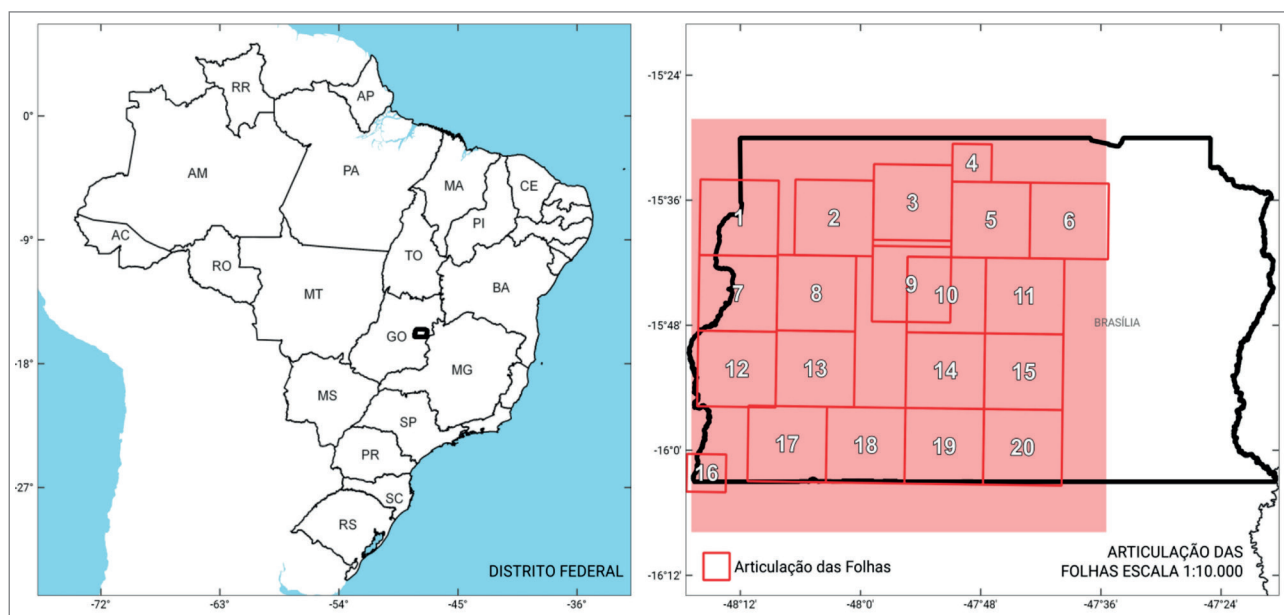 RR
AP
0°
AM
PA
MA
CE
PI
AC
TO
-9°
RO
BA
MT
GO
-18°
MG
MS
SP
PR
-27°
SC
RS
DISTRITO FEDERAL
-72°
-63°
-54°
-45°
-36°
-15°24'
4
-15°36'
1
2
3
5
6
7
8
9
10
11
-15°48'
BRASÍLIA
12
13
14
15
-16°0'
16
17
18
19
20
Articulação das Folhas
ARTICULAÇÃO DAS
FOLHAS ESCALA 1:10.000
-16°12'
-48°12'
-48°0'
-47°48'
-47°36'
-47°24'